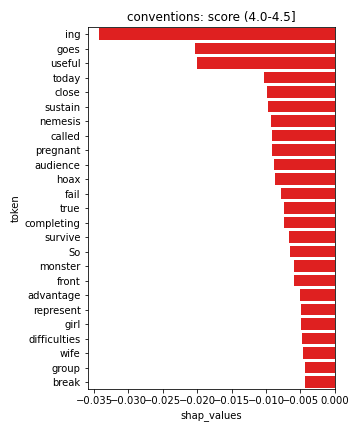 conventions: score (4.0-4.5]
ing
goes
useful
today
close
sustain
nemesis
called
pregnant
audience
hoax
fail
true
completing
survive
So
monster
front
advantage
represent
girl
difficulties
wife
group
break
token
−0.035−0.030−0.025−0.020−0.015−0.010−0.005 0.000
shap_values